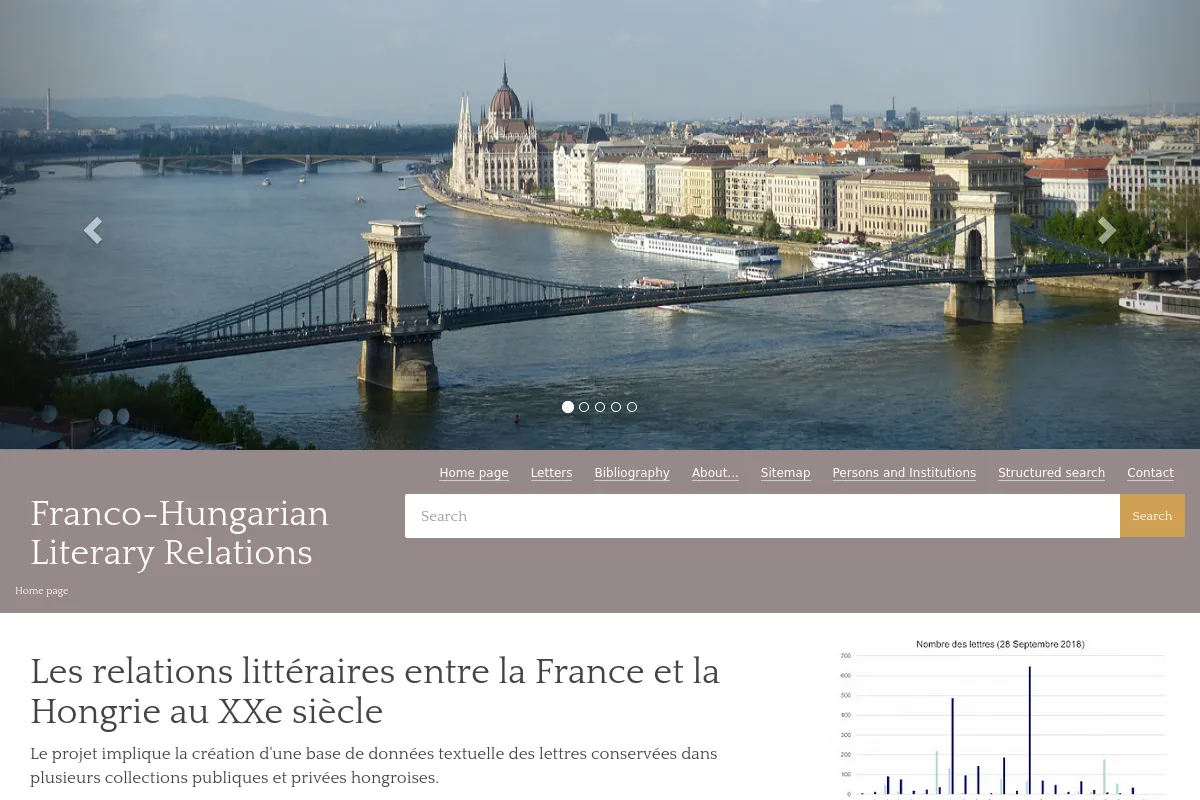 Home page Letters Bibliography About... Sitemap Persons and Institutions Structured search Contact
Franco-Hungarian
Literary Relations
Search Search
Home page
Les relations littéraires entre la France et la
Hongrie au XXe siècle
Le projet implique la création d'une base de données textuelle des lettres conservées dans
plusieurs collections publiques et privées hongroises.
Nombre des lettres (28 Septembre 2018)
700
600
500
400
300
200
100
0